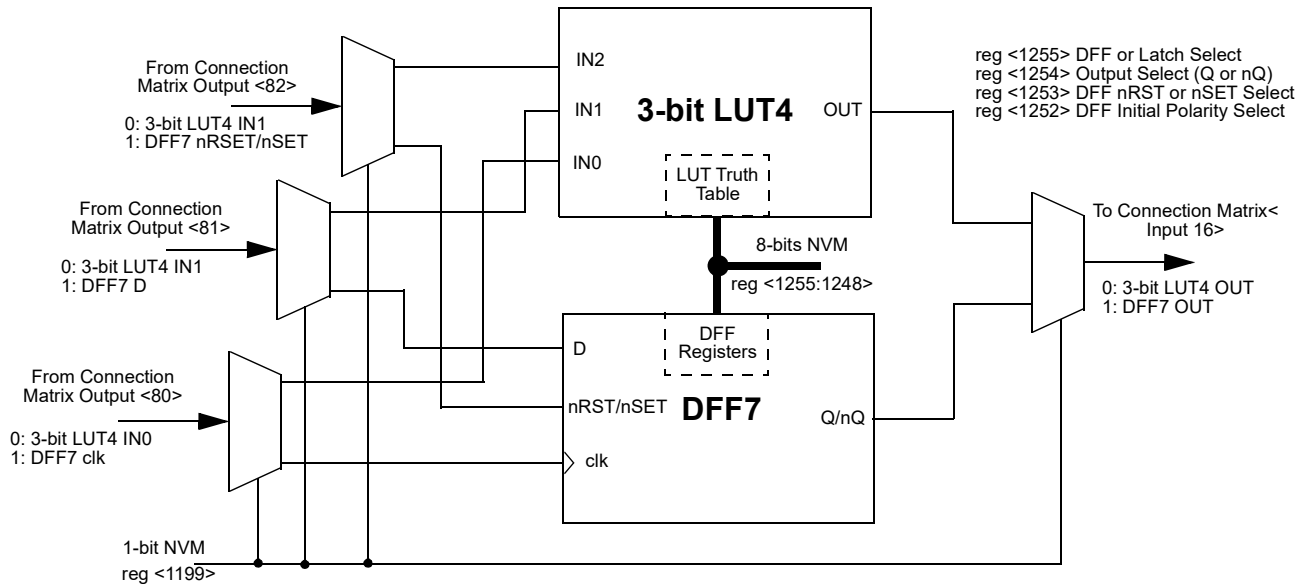 From Connection
Matrix Output <82>
0: 3-bit LUT4 IN1
1: DFF7 nRSET/nSET
From Connection
Matrix Output <81>
0: 3-bit LUT4 IN1
1: DFF7 D
From Connection
Matrix Output <80>
0: 3-bit LUT4 IN0
1: DFF7 clk
1-bit NVM
reg <1199>
IN2
IN1
IN0
3-bit LUT4
OUT
LUT Truth
Table
8-bits NVM
reg <1255:1248>
DFF
Registers
D
nRST/nSET
clk
DFF7
Q/nQ
reg <1255> DFF or Latch Select
reg <1254> Output Select (Q or nQ)
reg <1253> DFF nRST or nSET Select
reg <1252> DFF Initial Polarity Select
To Connection Matrix<
Input 16>
0: 3-bit LUT4 OUT
1: DFF7 OUT